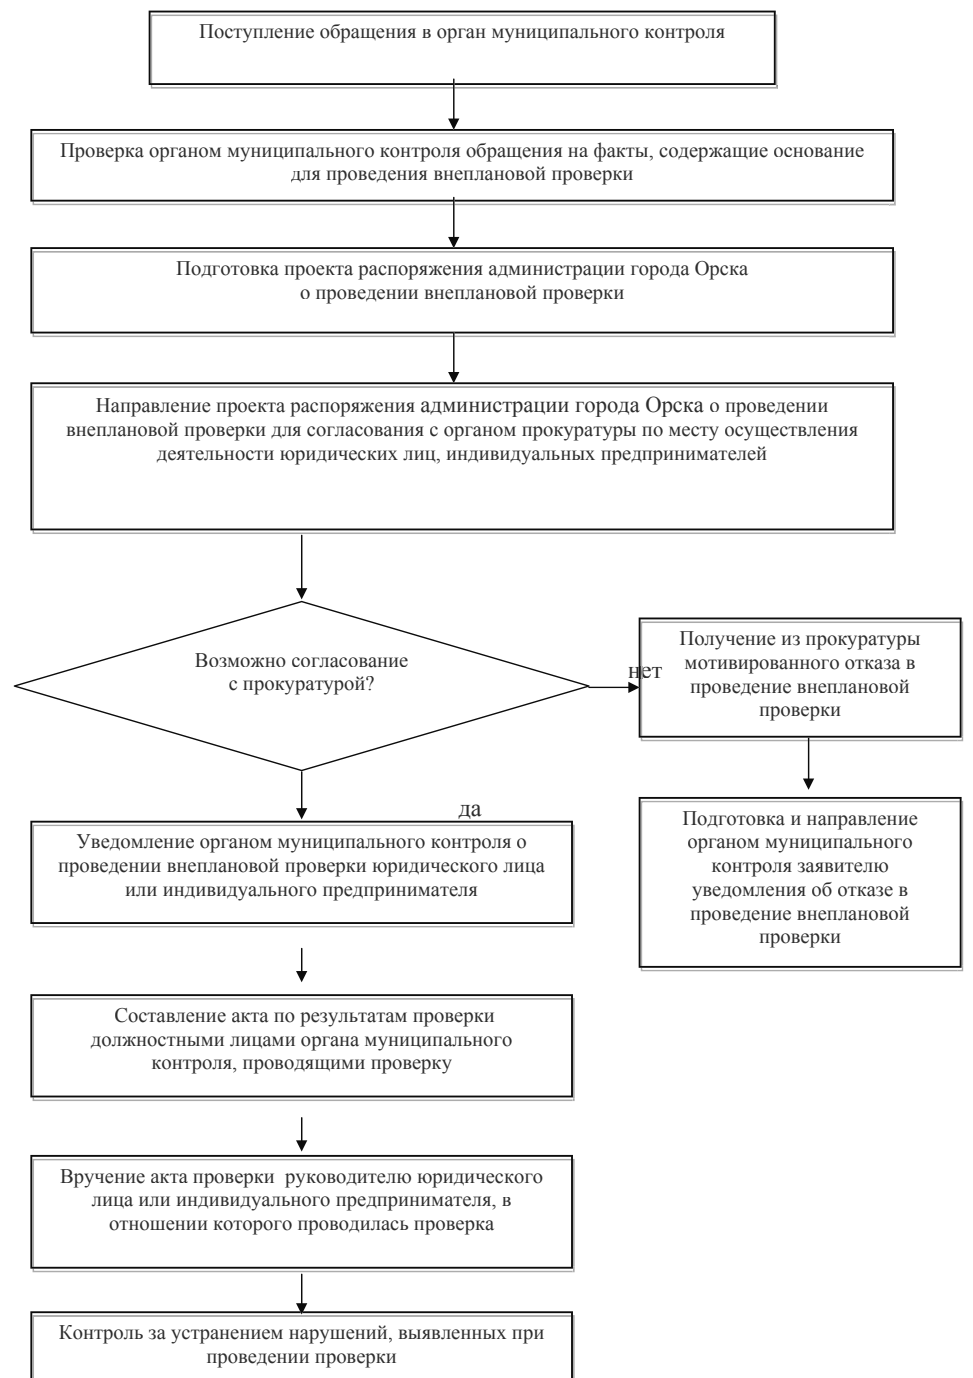 Поступление обращения в орган муниципального контроля
Проверка органом муниципального контроля обращения на факты, содержащие основание
для проведения внеплановой проверки
Подготовка проекта распоряжения администрации города Орска
о проведении внеплановой проверки
Направление проекта распоряжения администрации города Орска о проведении
внеплановой проверки для согласования с органом прокуратуры по месту осуществления
деятельности юридических лиц, индивидуальных предпринимателей
Возможно согласование
с прокуратурой?
нет
Получение из прокуратуры
мотивированного отказа в
проведение внеплановой
проверки
да
Подготовка и направление
органом муниципального
контроля заявителю
уведомления об отказе в
проведение внеплановой
проверки
Уведомление органом муниципального контроля о
проведении внеплановой проверки юридического лица
или индивидуального предпринимателя
Составление акта по результатам проверки
должностными лицами органа муниципального
контроля, проводящими проверку
Вручение акта проверки руководителю юридического
лица или индивидуального предпринимателя, в
отношении которого проводилась проверка
Контроль за устранением нарушений, выявленных при
проведении проверки